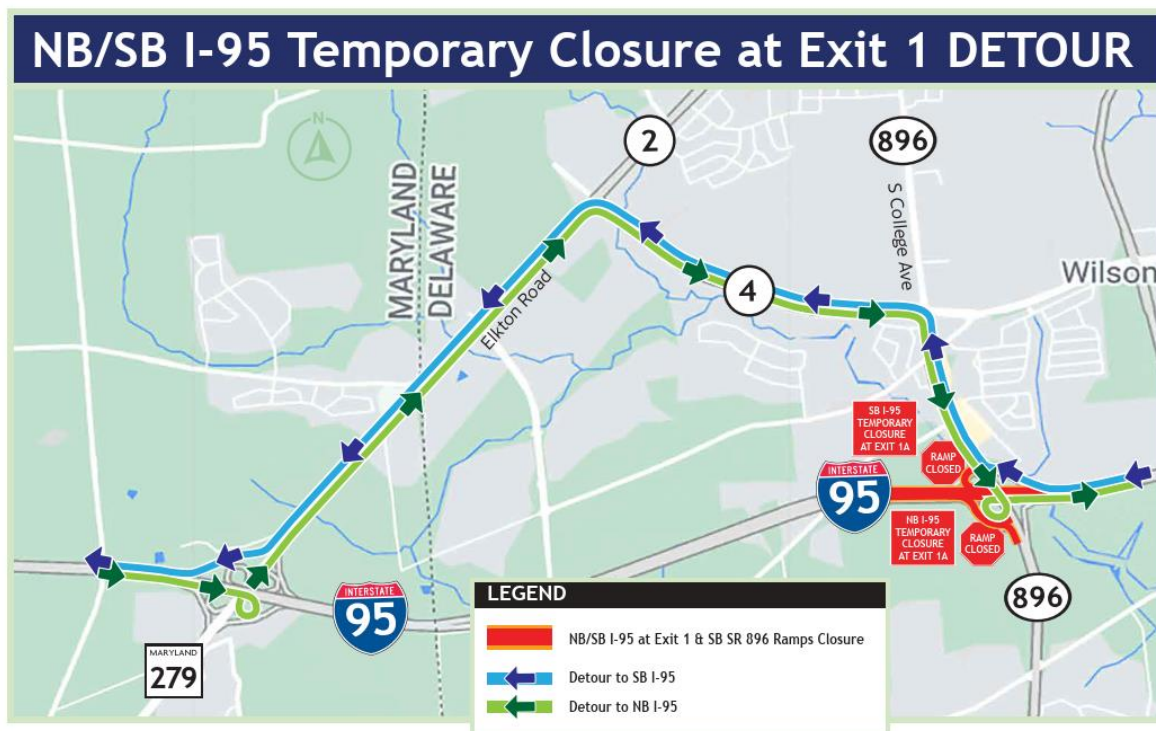 NB/SB I-95 Temporary Closure at Exit 1 DETOUR
N
2
896
MARYLAND
DELAWARE
S College Ave
Wilson
4
Elkton Road
SB I-95
TEMPORARY
CLOSURE
AT EXIT 1A
RAMP
CLOSED
INTERSTATE
95
NB I-95
TEMPORARY
CLOSURE
AT EXIT 1A
RAMP
CLOSED
INTERSTATE
95
896
MARYLAND
279
LEGEND
NB/SB I-95 at Exit 1 & SB SR 896 Ramps Closure
Detour to SB I-95
Detour to NB I-95